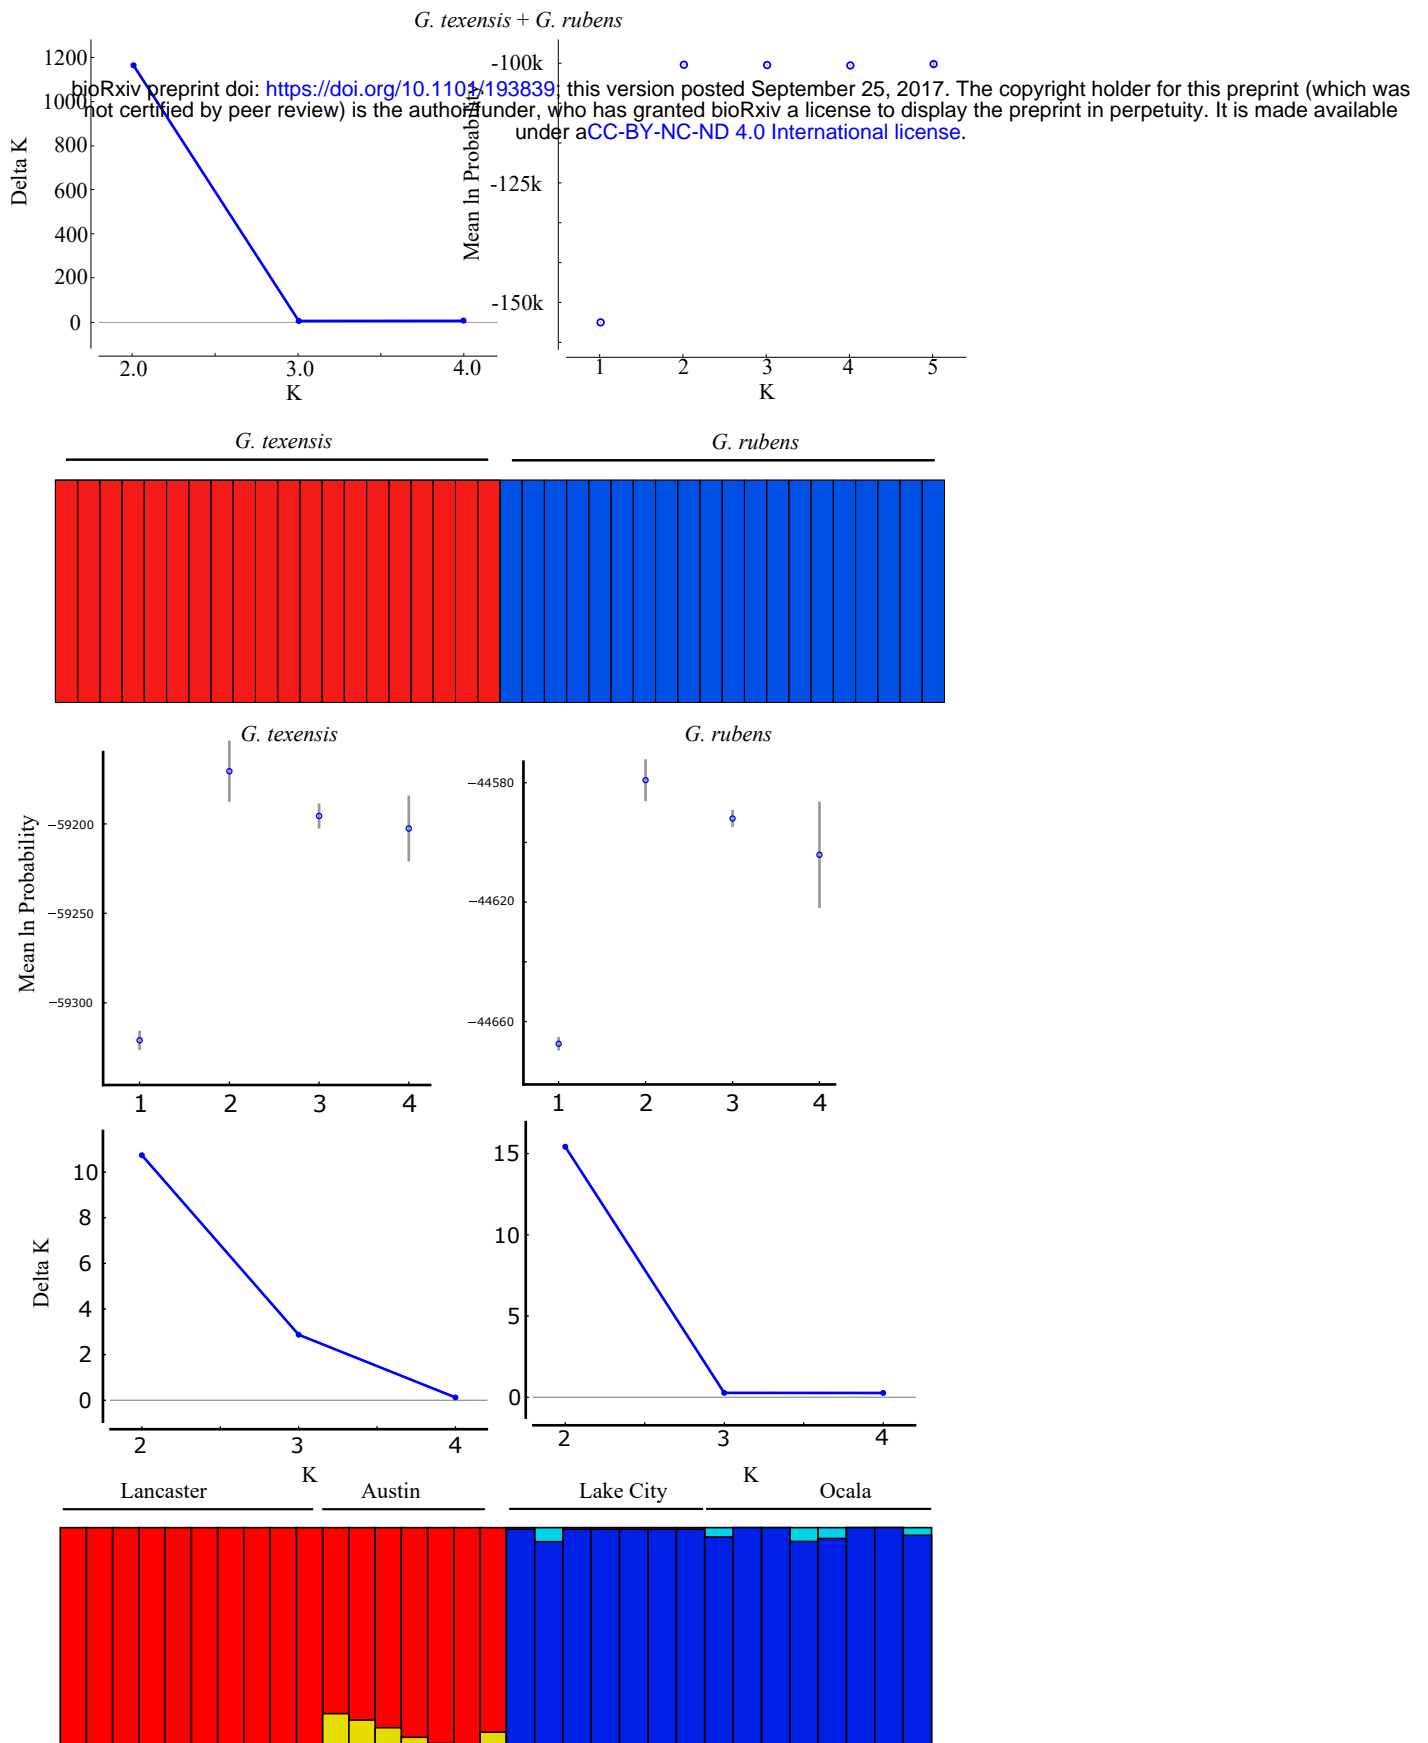 G. texensis + G. rubens
1200
1000
800
600
400
200
0
Delta K
2.0 3.0 4.0
K
-100k
-125k
-150k
Mean ln Probability
1 2 3 4 5
K
bioRxiv preprint doi: https://doi.org/10.1101/193839; this version posted September 25, 2017. The copyright holder for this preprint (which was
not certified by peer review) is the author/funder, who has granted bioRxiv a license to display the preprint in perpetuity. It is made available
under aCC-BY-NC-ND 4.0 International license.
G. texensis G. rubens
G. texensis
Mean ln Probability
−59200
−59250
−59300
1 2 3 4
G. rubens
−44580
−44620
−44660
1 2 3 4
Delta K
10
8
6
4
2
0
2 3 4
K
15
10
5
0
2 3 4
K
Lancaster Austin Lake City Ocala